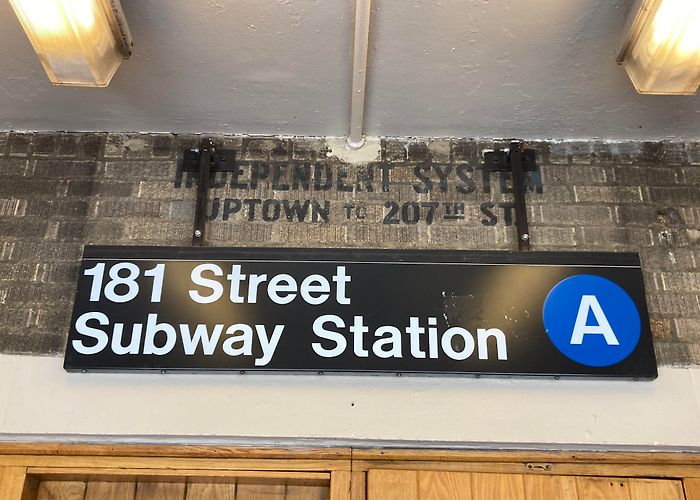 INDEPENDENT SYSTEM
UPTOWN TO 207TH ST.
181 Street
Subway Station
A